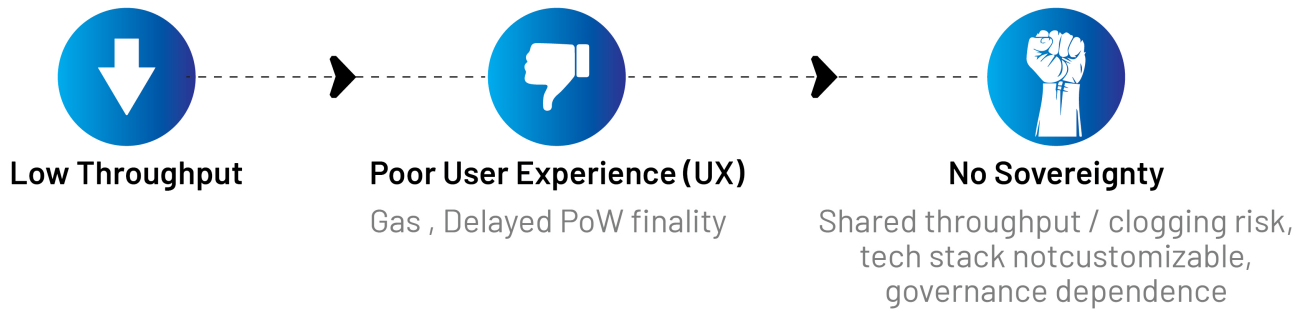 Low Throughput
Poor User Experience (UX)
Gas , Delayed PoW finality
No Sovereignty
Shared throughput / clogging risk,
tech stack notcustomizable,
governance dependence